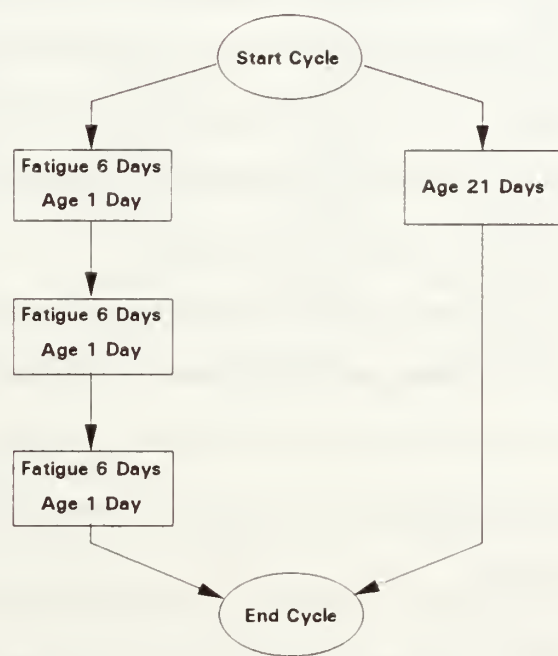 Start Cycle
Fatigue 6 Days
Age 1 Day
Age 21 Days
Fatigue 6 Days
Age 1 Day
Fatigue 6 Days
Age 1 Day
End Cycle